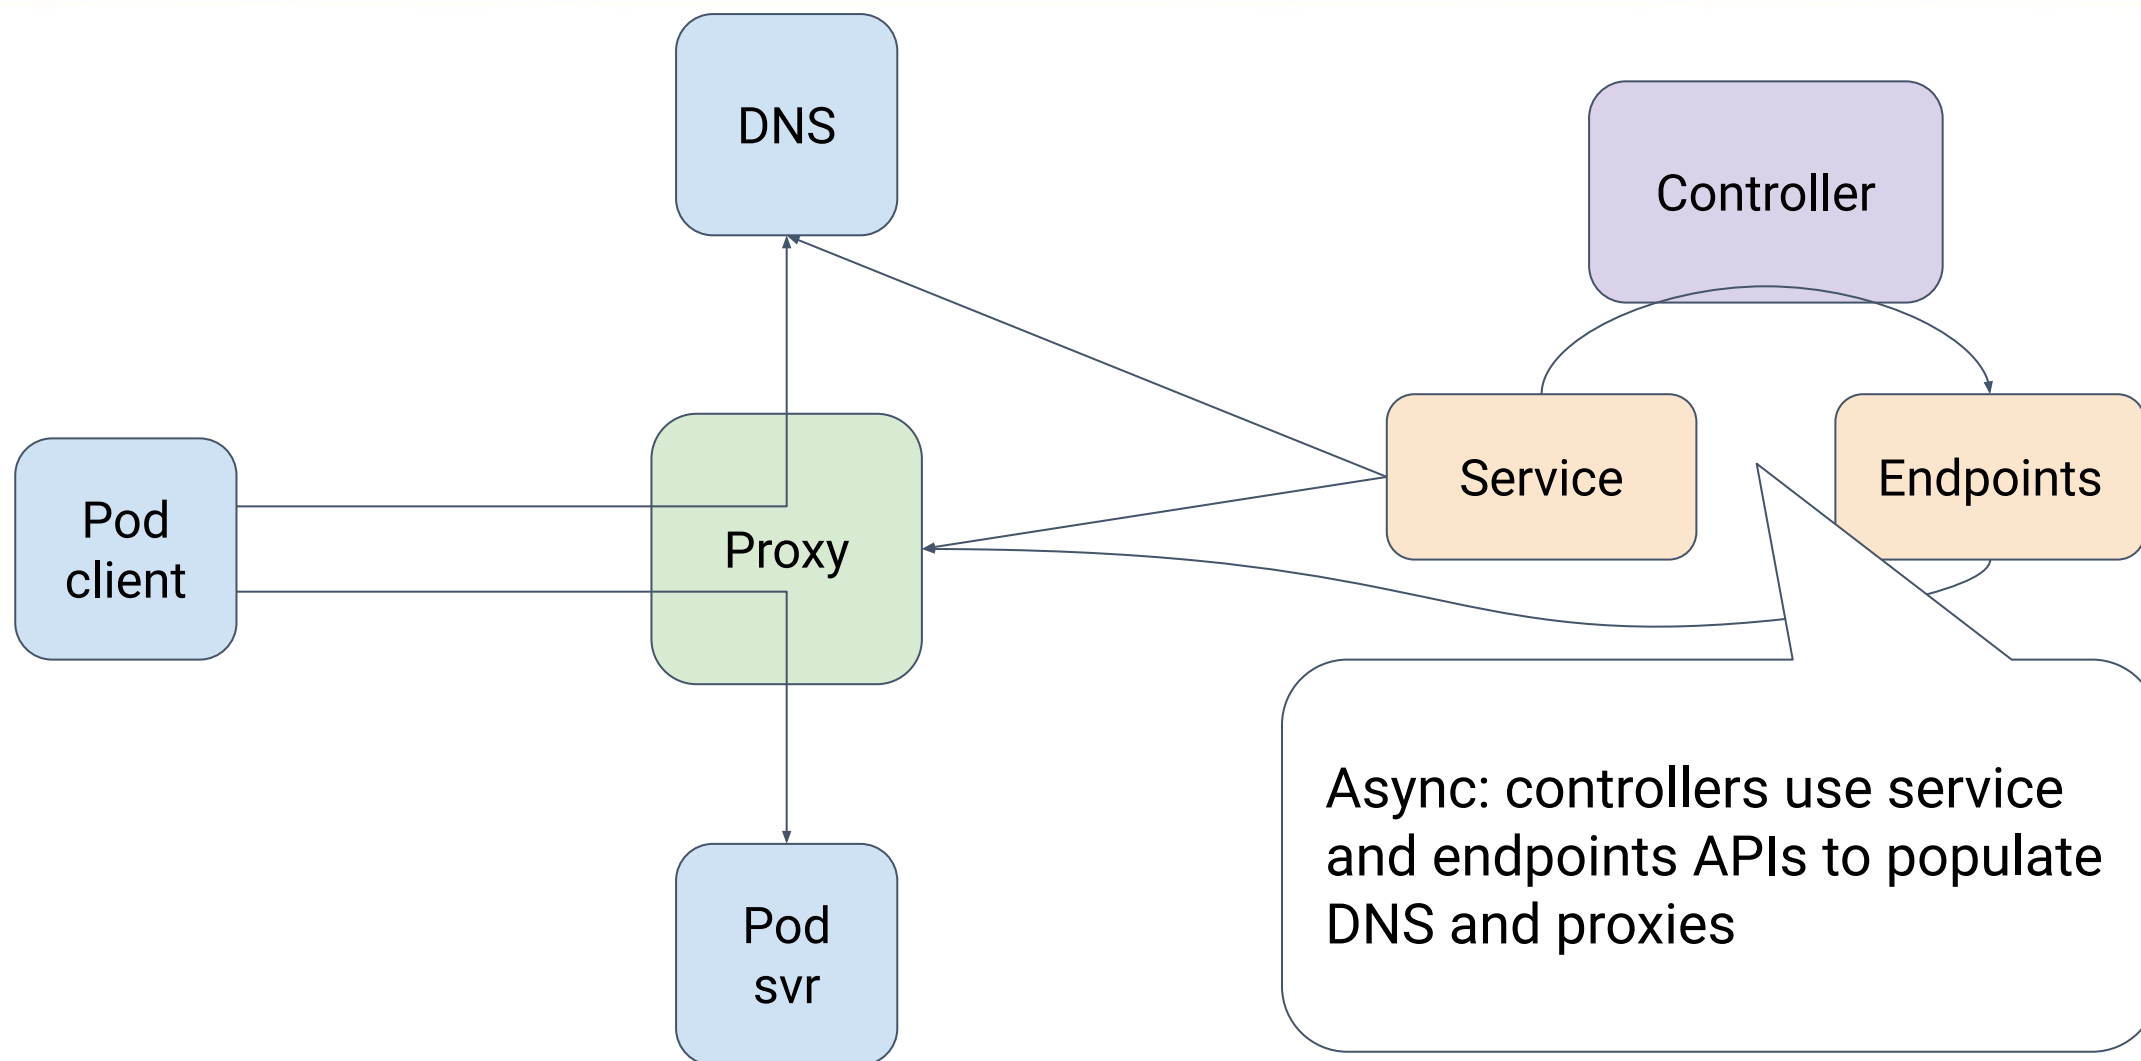 DNS
Controller
Service
Endpoints
Pod
client
Proxy
Async: controllers use service
and endpoints APIs to populate
DNS and proxies
Pod
svr